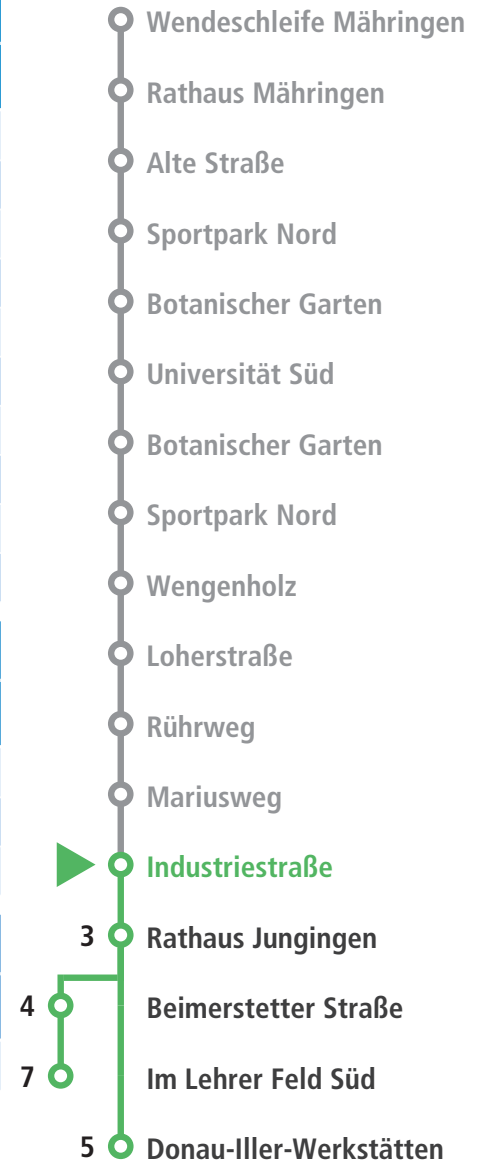 Wendeschleife Mähringen
Rathaus Mähringen
Alte Straße
Sportpark Nord
Botanischer Garten
Universität Süd
Botanischer Garten
Sportpark Nord
Wengenholz
Loherstraße
Rührweg
Mariusweg
Industriestraße
3 Rathaus Jungingen
4 Beimerstetter Straße
7 Im Lehrer Feld Süd
5 Donau-Iller-Werkstätten